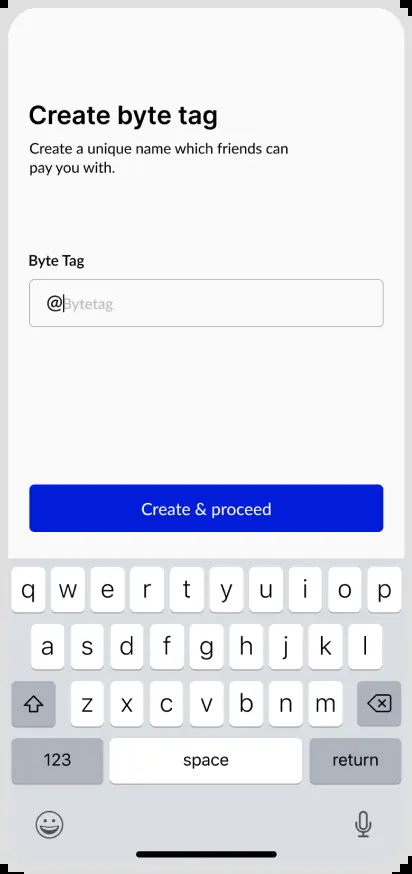 Create byte tag
Create a unique name which friends can
pay you with.
Byte Tag
@Bytetag
Create & proceed
q w e r t y u i o p
a s d f g h j k l
z x c v b n m
123 space return